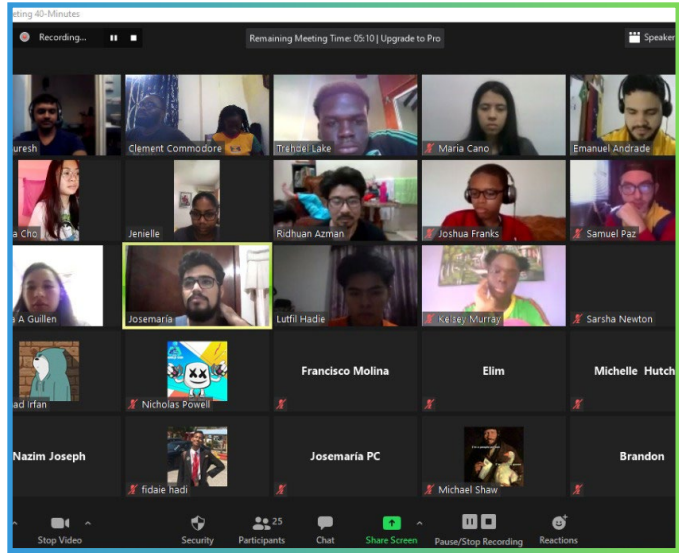 eting 40-Minutes
Recording...
Remaining Meeting Time: 05:10 | Upgrade to Pro
Speaker
uresh
Clement Commodore
Trehdel Lake
Maria Cano
Emanuel Andrade
a Cho
Jenielle
Ridhuan Azman
Joshua Franks
Samuel Paz
a A Guillen
Josemaría
Lutfil Hadie
Kelsey Murray
Sarsha Newton
ad Irfan
Nicholas Powell
Francisco Molina
Elim
Michelle Hutch
Nazim Joseph
fidaie hadi
Josemaría PC
Michael Shaw
Brandon
Stop Video
Security
Participants
25
Chat
Share Screen
Pause/Stop Recording
Reactions